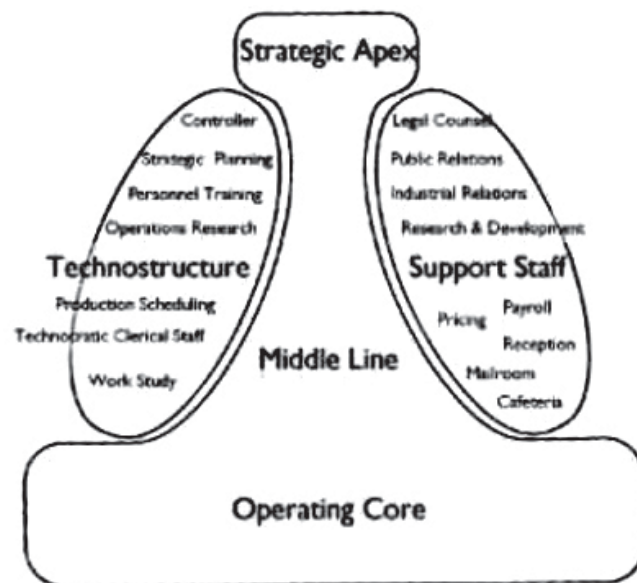 Strategic Apex
Controller
Strategic Planning
Personnel Training
Operations Research
Technostructure
Production Scheduling
Technocratic Clerical Staff
Work Study
Legal Counsel
Public Relations
Industrial Relations
Research & Development
Support Staff
Pricing
Payroll
Reception
Mailroom
Cafeteria
Middle Line
Operating Core